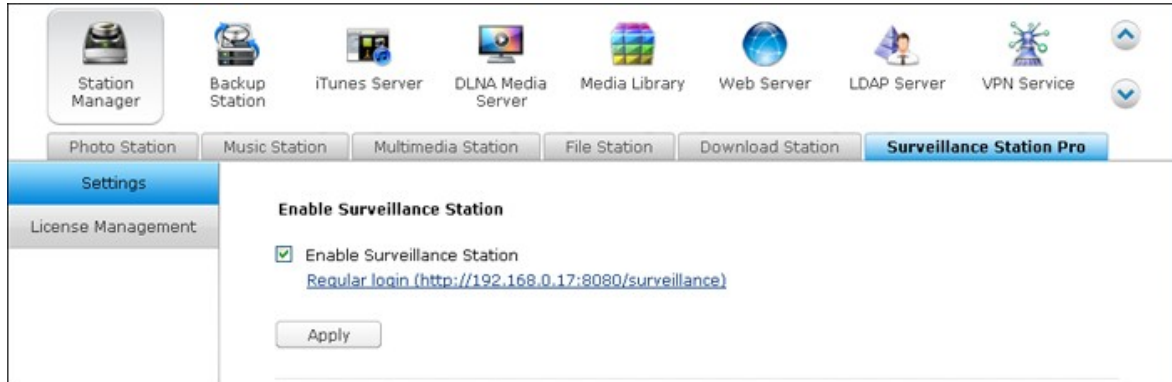 Station
Manager
Backup
Station
iTunes Server
DLNA Media
Server
Media Library
Web Server
LDAP Server
VPN Service
Photo Station
Music Station
Multimedia Station
File Station
Download Station
Surveillance Station Pro
Settings
License Management
Enable Surveillance Station
Enable Surveillance Station
Regular login (http://192.168.0.17:8080/surveillance)
Apply